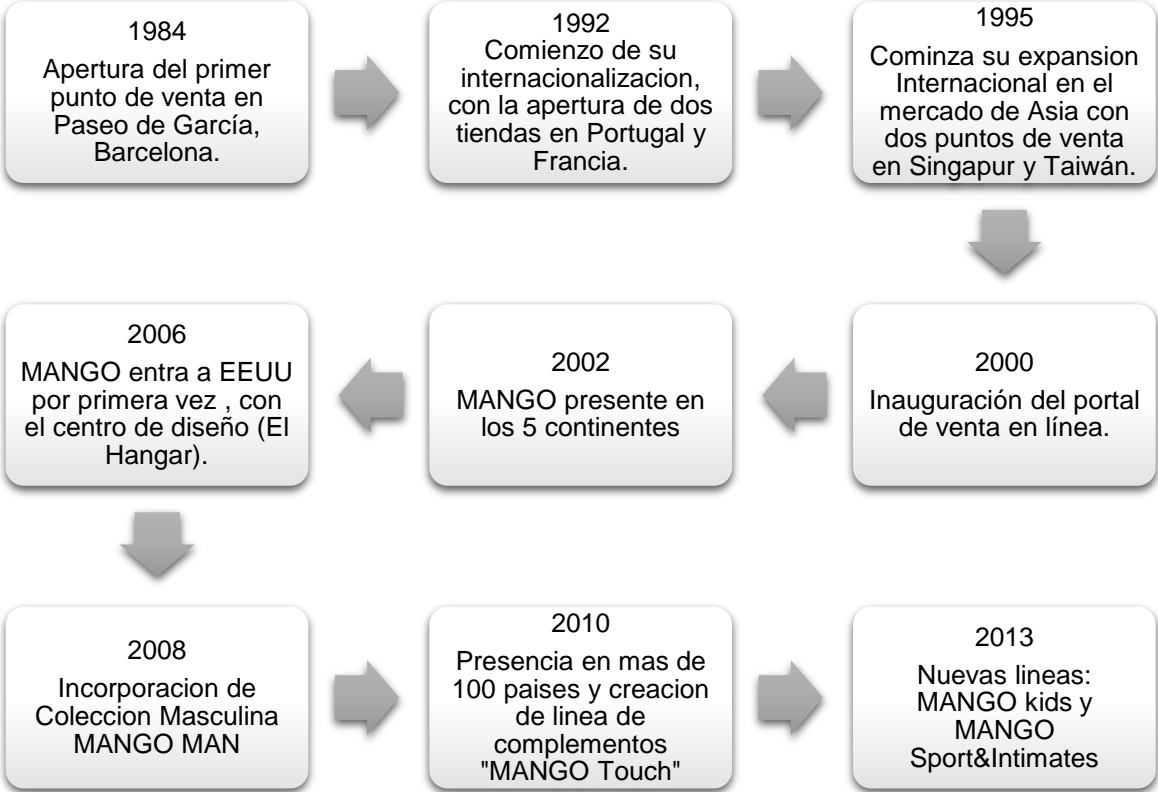 1984
Apertura del primer
punto de venta en
Paseo de García,
Barcelona.
1992
Comienzo de su
internacionalizacion,
con la apertura de dos
tiendas en Portugal y
Francia.
1995
Cominza su expansion
Internacional en el
mercado de Asia con
dos puntos de venta
en Singapur y Taiwán.
2000
Inauguración del portal
de venta en línea.
2002
MANGO presente en
los 5 continentes
2006
MANGO entra a EEUU
por primera vez , con
el centro de diseño (El
Hangar).
2008
Incorporacion de
Coleccion Masculina
MANGO MAN
2010
Presencia en mas de
100 paises y creacion
de linea de
complementos
"MANGO Touch"
2013
Nuevas lineas:
MANGO kids y
MANGO
Sport&Intimates